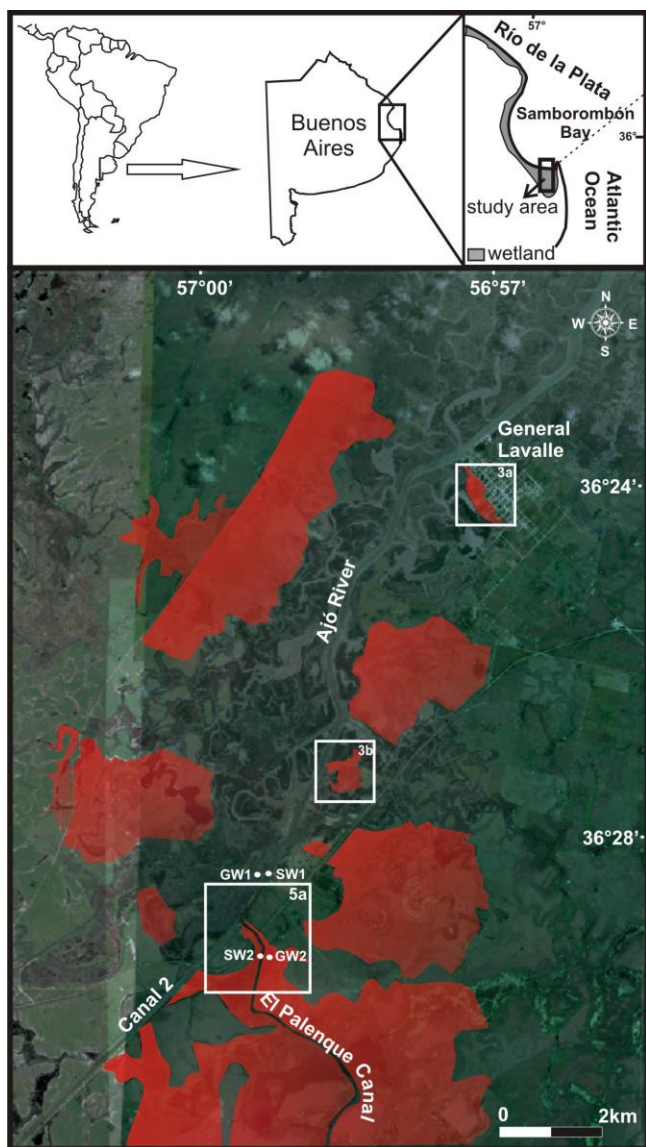 Buenos
Aires
57°
Río de la Plata
Samborombón
Bay
36°
Atlantic
Ocean
study area
wetland
57°00'
56°57'
N
W E
S
General
Lavalle
3a
36°24'
Ajó River
3b
36°28'
GW1 SW1
5a
SW2 GW2
Canal 2
El Palenque Canal
0 2km